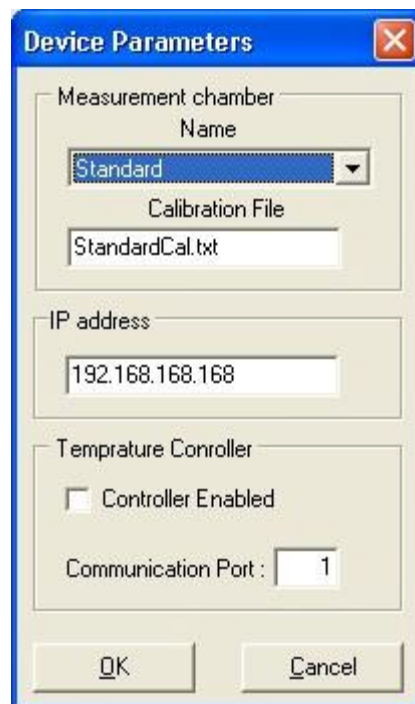 Device Parameters
Measurement chamber
Name
Standard
Calibration File
StandardCal.txt
IP address
192.168.168.168
Temprature Conroller
Controller Enabled
Communication Port : 1
OK Cancel